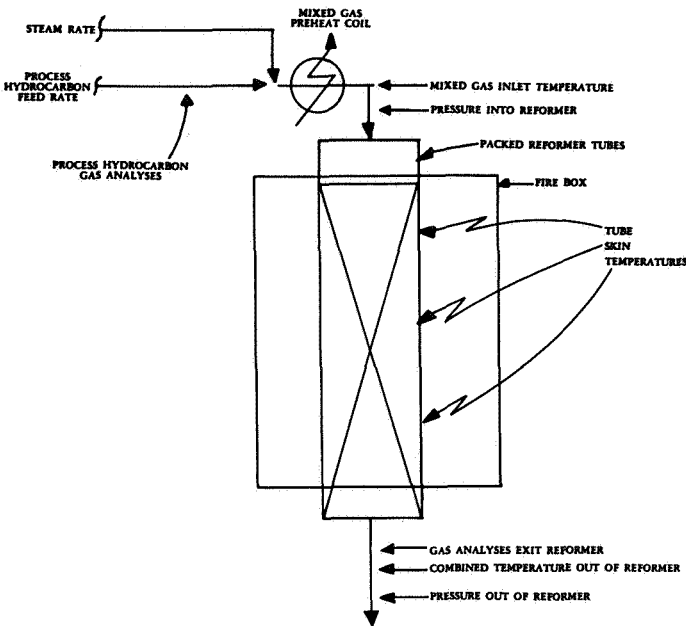 MIXED GAS
PREHEAT COIL
STEAM RATE
PROCESS
HYDROCARBON
FEED RATE
MIXED GAS INLET TEMPERATURE
PRESSURE INTO REFORMER
PROCESS HYDROCARBON
GAS ANALYSES
PACKED REFORMER TUBES
FIRE BOX
TUBE
SKIN
TEMPERATURES
GAS ANALYSES EXIT REFORMER
COMBINED TEMPERATURE OUT OF REFORMER
PRESSURE OUT OF REFORMER